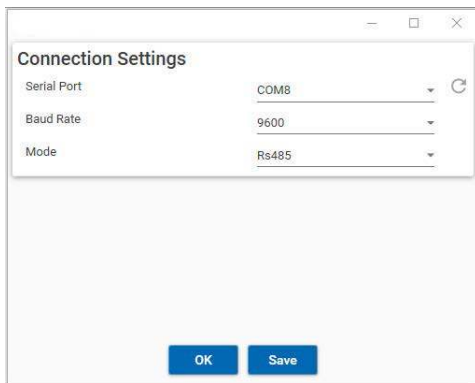 Connection Settings
Serial Port COM8
Baud Rate 9600
Mode Rs485
OK Save